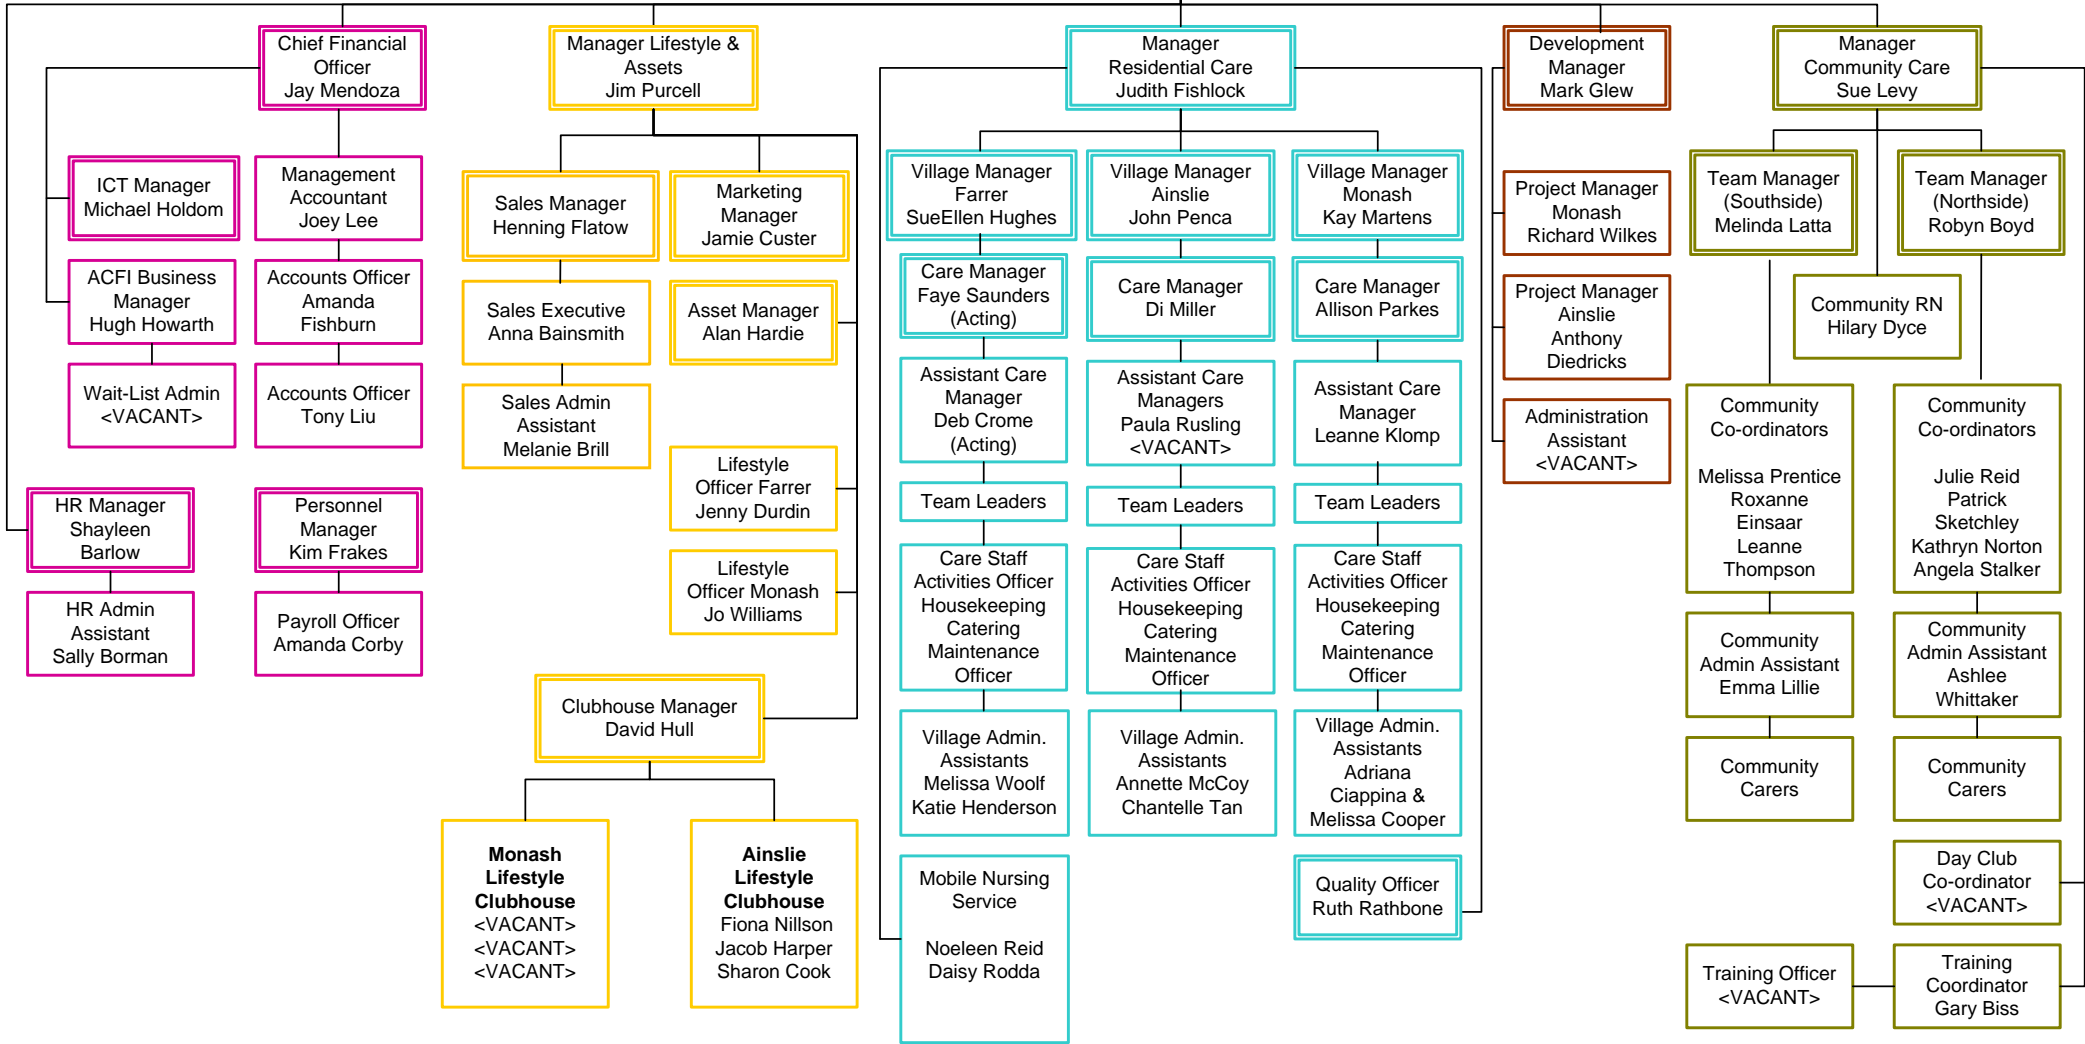 Chief Financial
Officer
Jay Mendoza
Manager Lifestyle &
Assets
Jim Purcell
Manager
Residential Care
Judith Fishlock
Development
Manager
Mark Glew
Manager
Community Care
Sue Levy
ICT Manager
Michael Holdom
Management
Accountant
Joey Lee
ACFI Business
Manager
Hugh Howarth
Accounts Officer
Amanda
Fishburn
Wait-List Admin
<VACANT>
Accounts Officer
Tony Liu
HR Manager
Shayleen
Barlow
Personnel
Manager
Kim Frakes
HR Admin
Assistant
Sally Borman
Payroll Officer
Amanda Corby
Sales Manager
Henning Flatow
Marketing
Manager
Jamie Custer
Sales Executive
Anna Bainsmith
Asset Manager
Alan Hardie
Sales Admin
Assistant
Melanie Brill
Lifestyle
Officer Farrer
Jenny Durdin
Lifestyle
Officer Monash
Jo Williams
Clubhouse Manager
David Hull
Monash
Lifestyle
Clubhouse
<VACANT>
<VACANT>
<VACANT>
Ainslie
Lifestyle
Clubhouse
Fiona Nillson
Jacob Harper
Sharon Cook
Village Manager
Farrer
SueEllen Hughes
Care Manager
Faye Saunders
(Acting)
Assistant Care
Manager
Deb Crome
(Acting)
Team Leaders
Care Staff
Activities Officer
Housekeeping
Catering
Maintenance
Officer
Village Admin.
Assistants
Melissa Woolf
Katie Henderson
Mobile Nursing
Service
Noeleen Reid
Daisy Rodda
Village Manager
Ainslie
John Penca
Care Manager
Di Miller
Assistant Care
Managers
Paula Rusling
<VACANT>
Team Leaders
Care Staff
Activities Officer
Housekeeping
Catering
Maintenance
Officer
Village Admin.
Assistants
Annette McCoy
Chantelle Tan
Village Manager
Monash
Kay Martens
Care Manager
Allison Parkes
Assistant Care
Manager
Leanne Klomp
Team Leaders
Care Staff
Activities Officer
Housekeeping
Catering
Maintenance
Officer
Village Admin.
Assistants
Adriana
Ciappina &
Melissa Cooper
Quality Officer
Ruth Rathbone
Project Manager
Monash
Richard Wilkes
Project Manager
Ainslie
Anthony
Diedricks
Administration
Assistant
<VACANT>
Team Manager
(Southside)
Melinda Latta
Team Manager
(Northside)
Robyn Boyd
Community RN
Hilary Dyce
Community
Co-ordinators
Melissa Prentice
Roxanne
Einsaar
Leanne
Thompson
Community
Admin Assistant
Emma Lillie
Community
Carers
Community
Co-ordinators
Julie Reid
Patrick
Sketchley
Kathryn Norton
Angela Stalker
Community
Admin Assistant
Ashlee
Whittaker
Community
Carers
Day Club
Co-ordinator
<VACANT>
Training Officer
<VACANT>
Training
Coordinator
Gary Biss